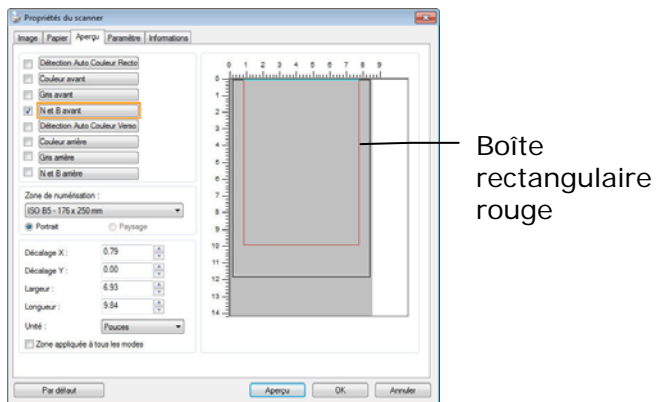 Propriétés du scanner
Image Papier Aperçu Paramètre Informations
Détection Auto Couleur Recto
Couleur avant
Gris avant
N et B avant
Détection Auto Couleur Verso
Couleur arrière
Gris arrière
N et B arrière
Zone de numérisation :
ISO B5 - 176 x 250 mm
Portrait Paysage
Décalage X : 0.79
Décalage Y : 0.00
Largeur : 6.93
Longueur : 9.84
Unité : Pouces
Zone appliquée à tous les modes
0 1 2 3 4 5 6 7 8 9
0
1
2
3
4
5
6
7
8
9
10
11
12
13
14
Boîte
rectangulaire
rouge
Par défaut Aperçu OK Annuler